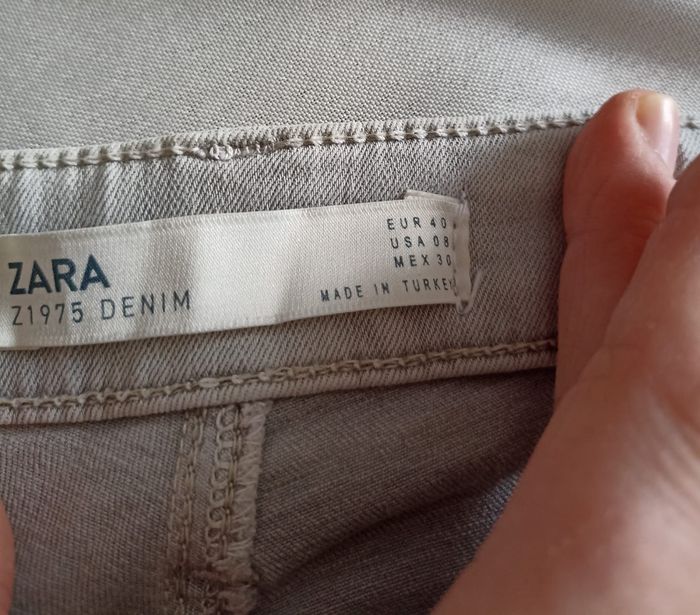 ZARA
Z1975 DENIM
EUR 40
USA 08
MEX 30
MADE IN TURKEY